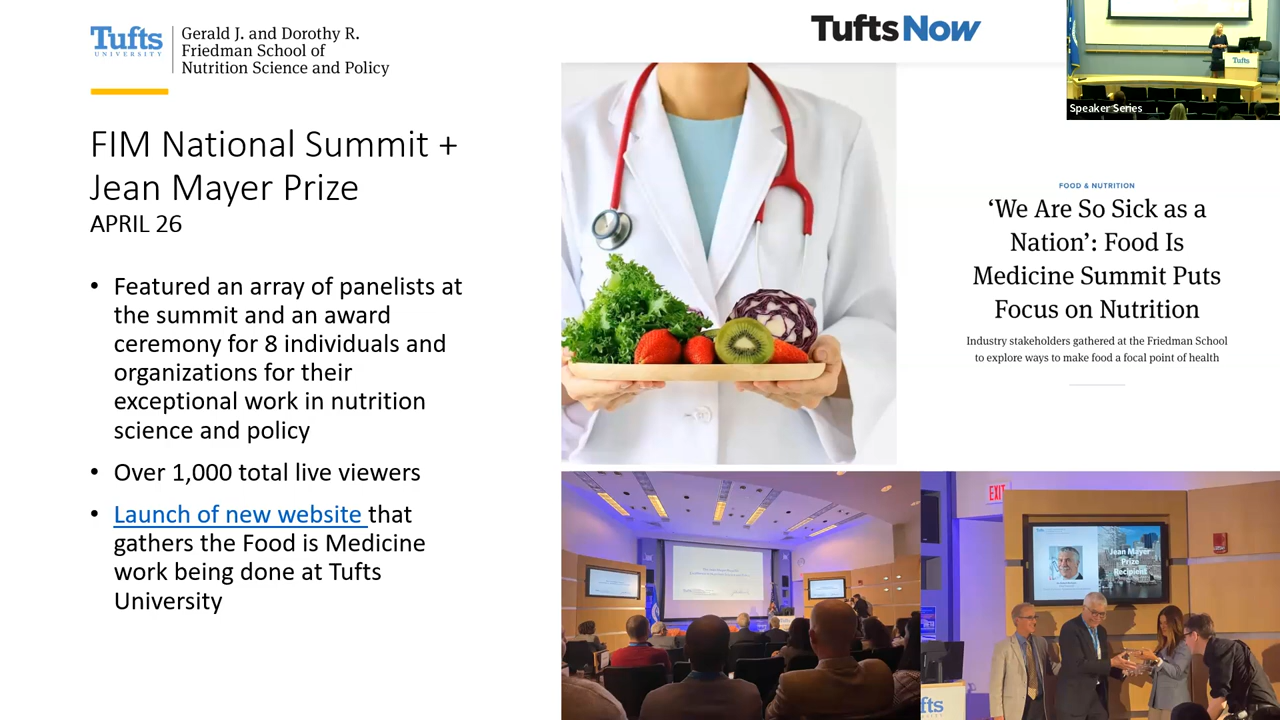 Tufts
UNIVERSITY
Gerald J. and Dorothy R.
Friedman School of
Nutrition Science and Policy
FIM National Summit +
Jean Mayer Prize
APRIL 26
• Featured an array of panelists at
the summit and an award
ceremony for 8 individuals and
organizations for their
exceptional work in nutrition
science and policy
• Over 1,000 total live viewers
• Launch of new website that
gathers the Food is Medicine
work being done at Tufts
University
TuftsNow
Tufts
Speaker Series
FOOD & NUTRITION
‘We Are So Sick as a
Nation’: Food Is
Medicine Summit Puts
Focus on Nutrition
Industry stakeholders gathered at the Friedman School
to explore ways to make food a focal point of health
EXIT
Jean Mayer
Prize
Recipient
fts